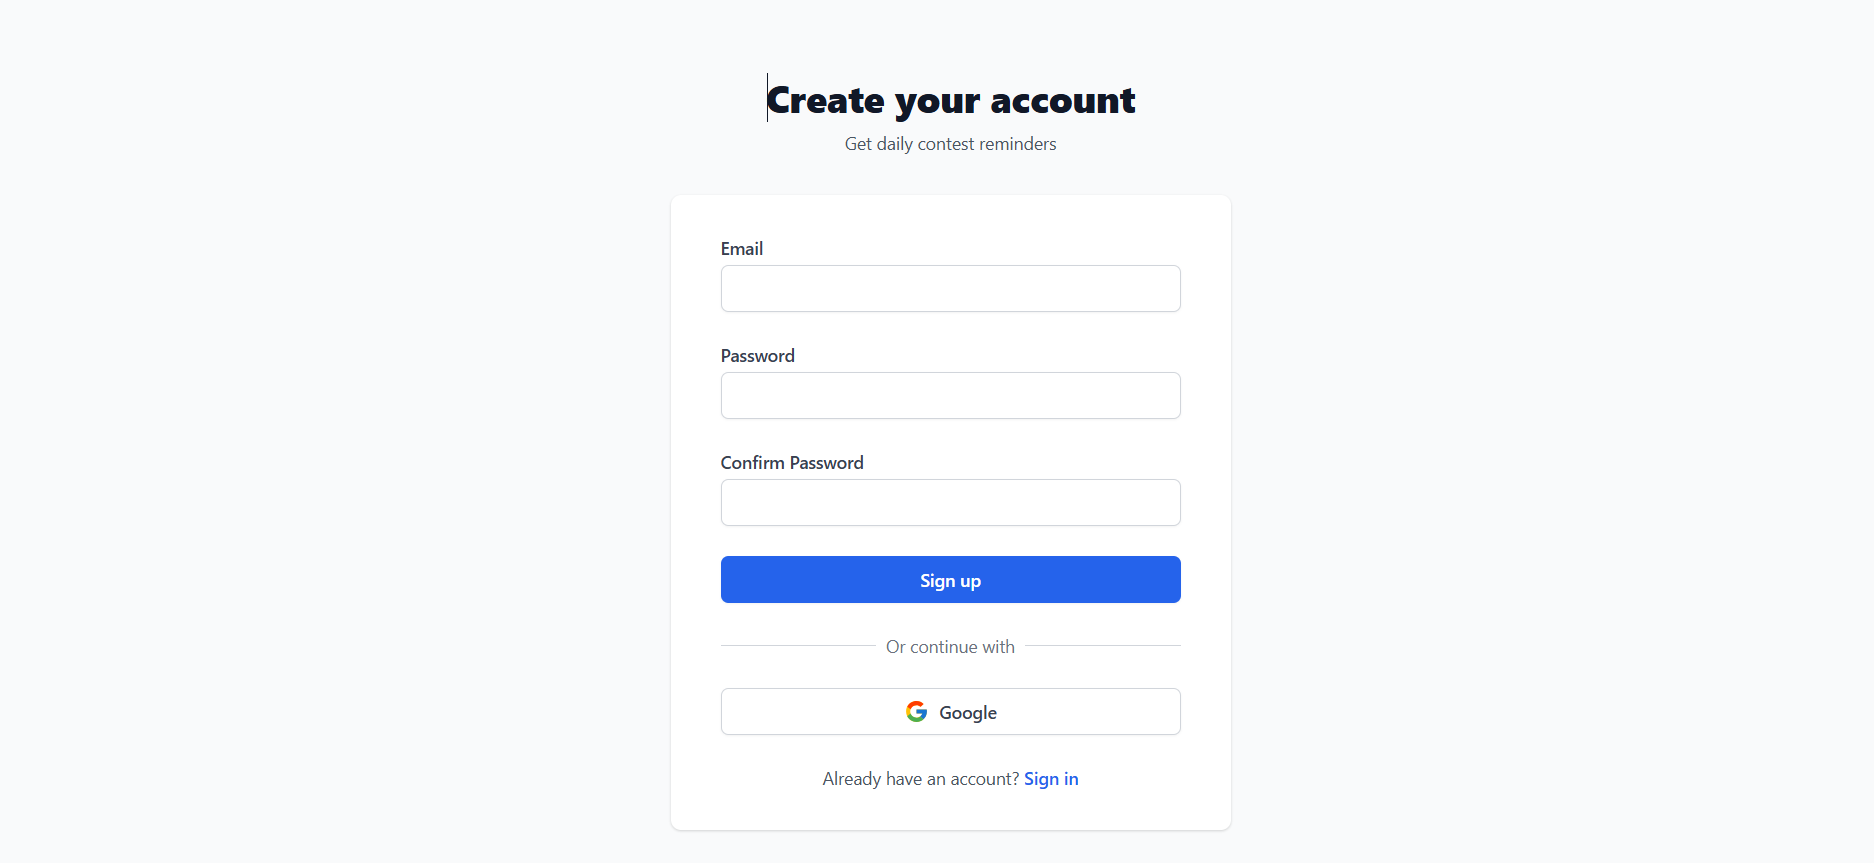 Create your account
Get daily contest reminders
Email
Password
Confirm Password
Sign up
Or continue with
Google
Already have an account? Sign in